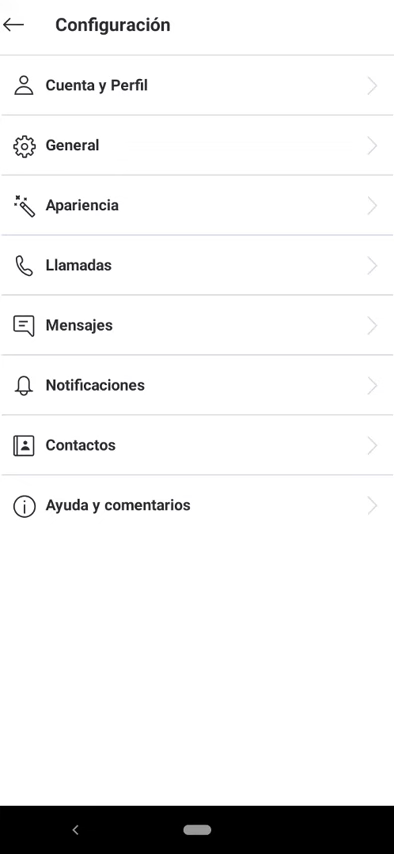 Configuración
Cuenta y Perfil
General
Apariencia
Llamadas
Mensajes
Notificaciones
Contactos
Ayuda y comentarios